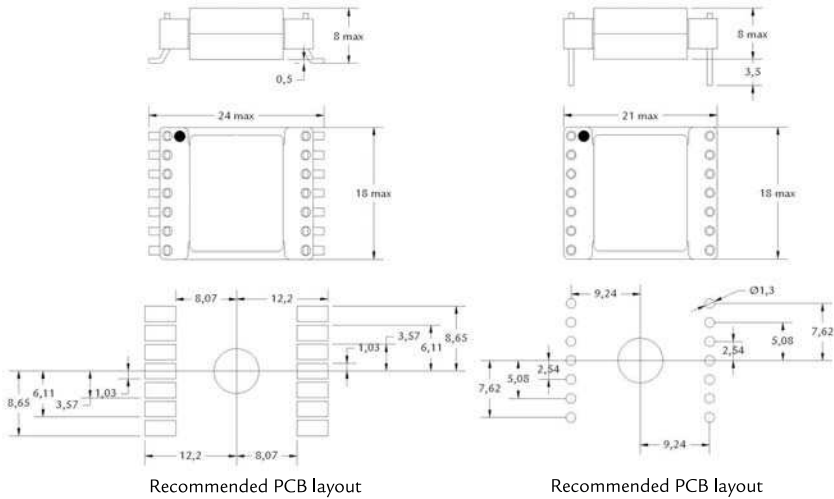 8 max
0,5
8 max
3,5
24 max
18 max
21 max
18 max
8,07
12,2
1,03
3,57
6,11
8,65
8,65
6,11
3,57
1,03
12,2
8,07
9,24
Ø1,3
2,54
5,08
7,62
7,62
5,08
2,54
9,24
Recommended PCB layout
Recommended PCB layout